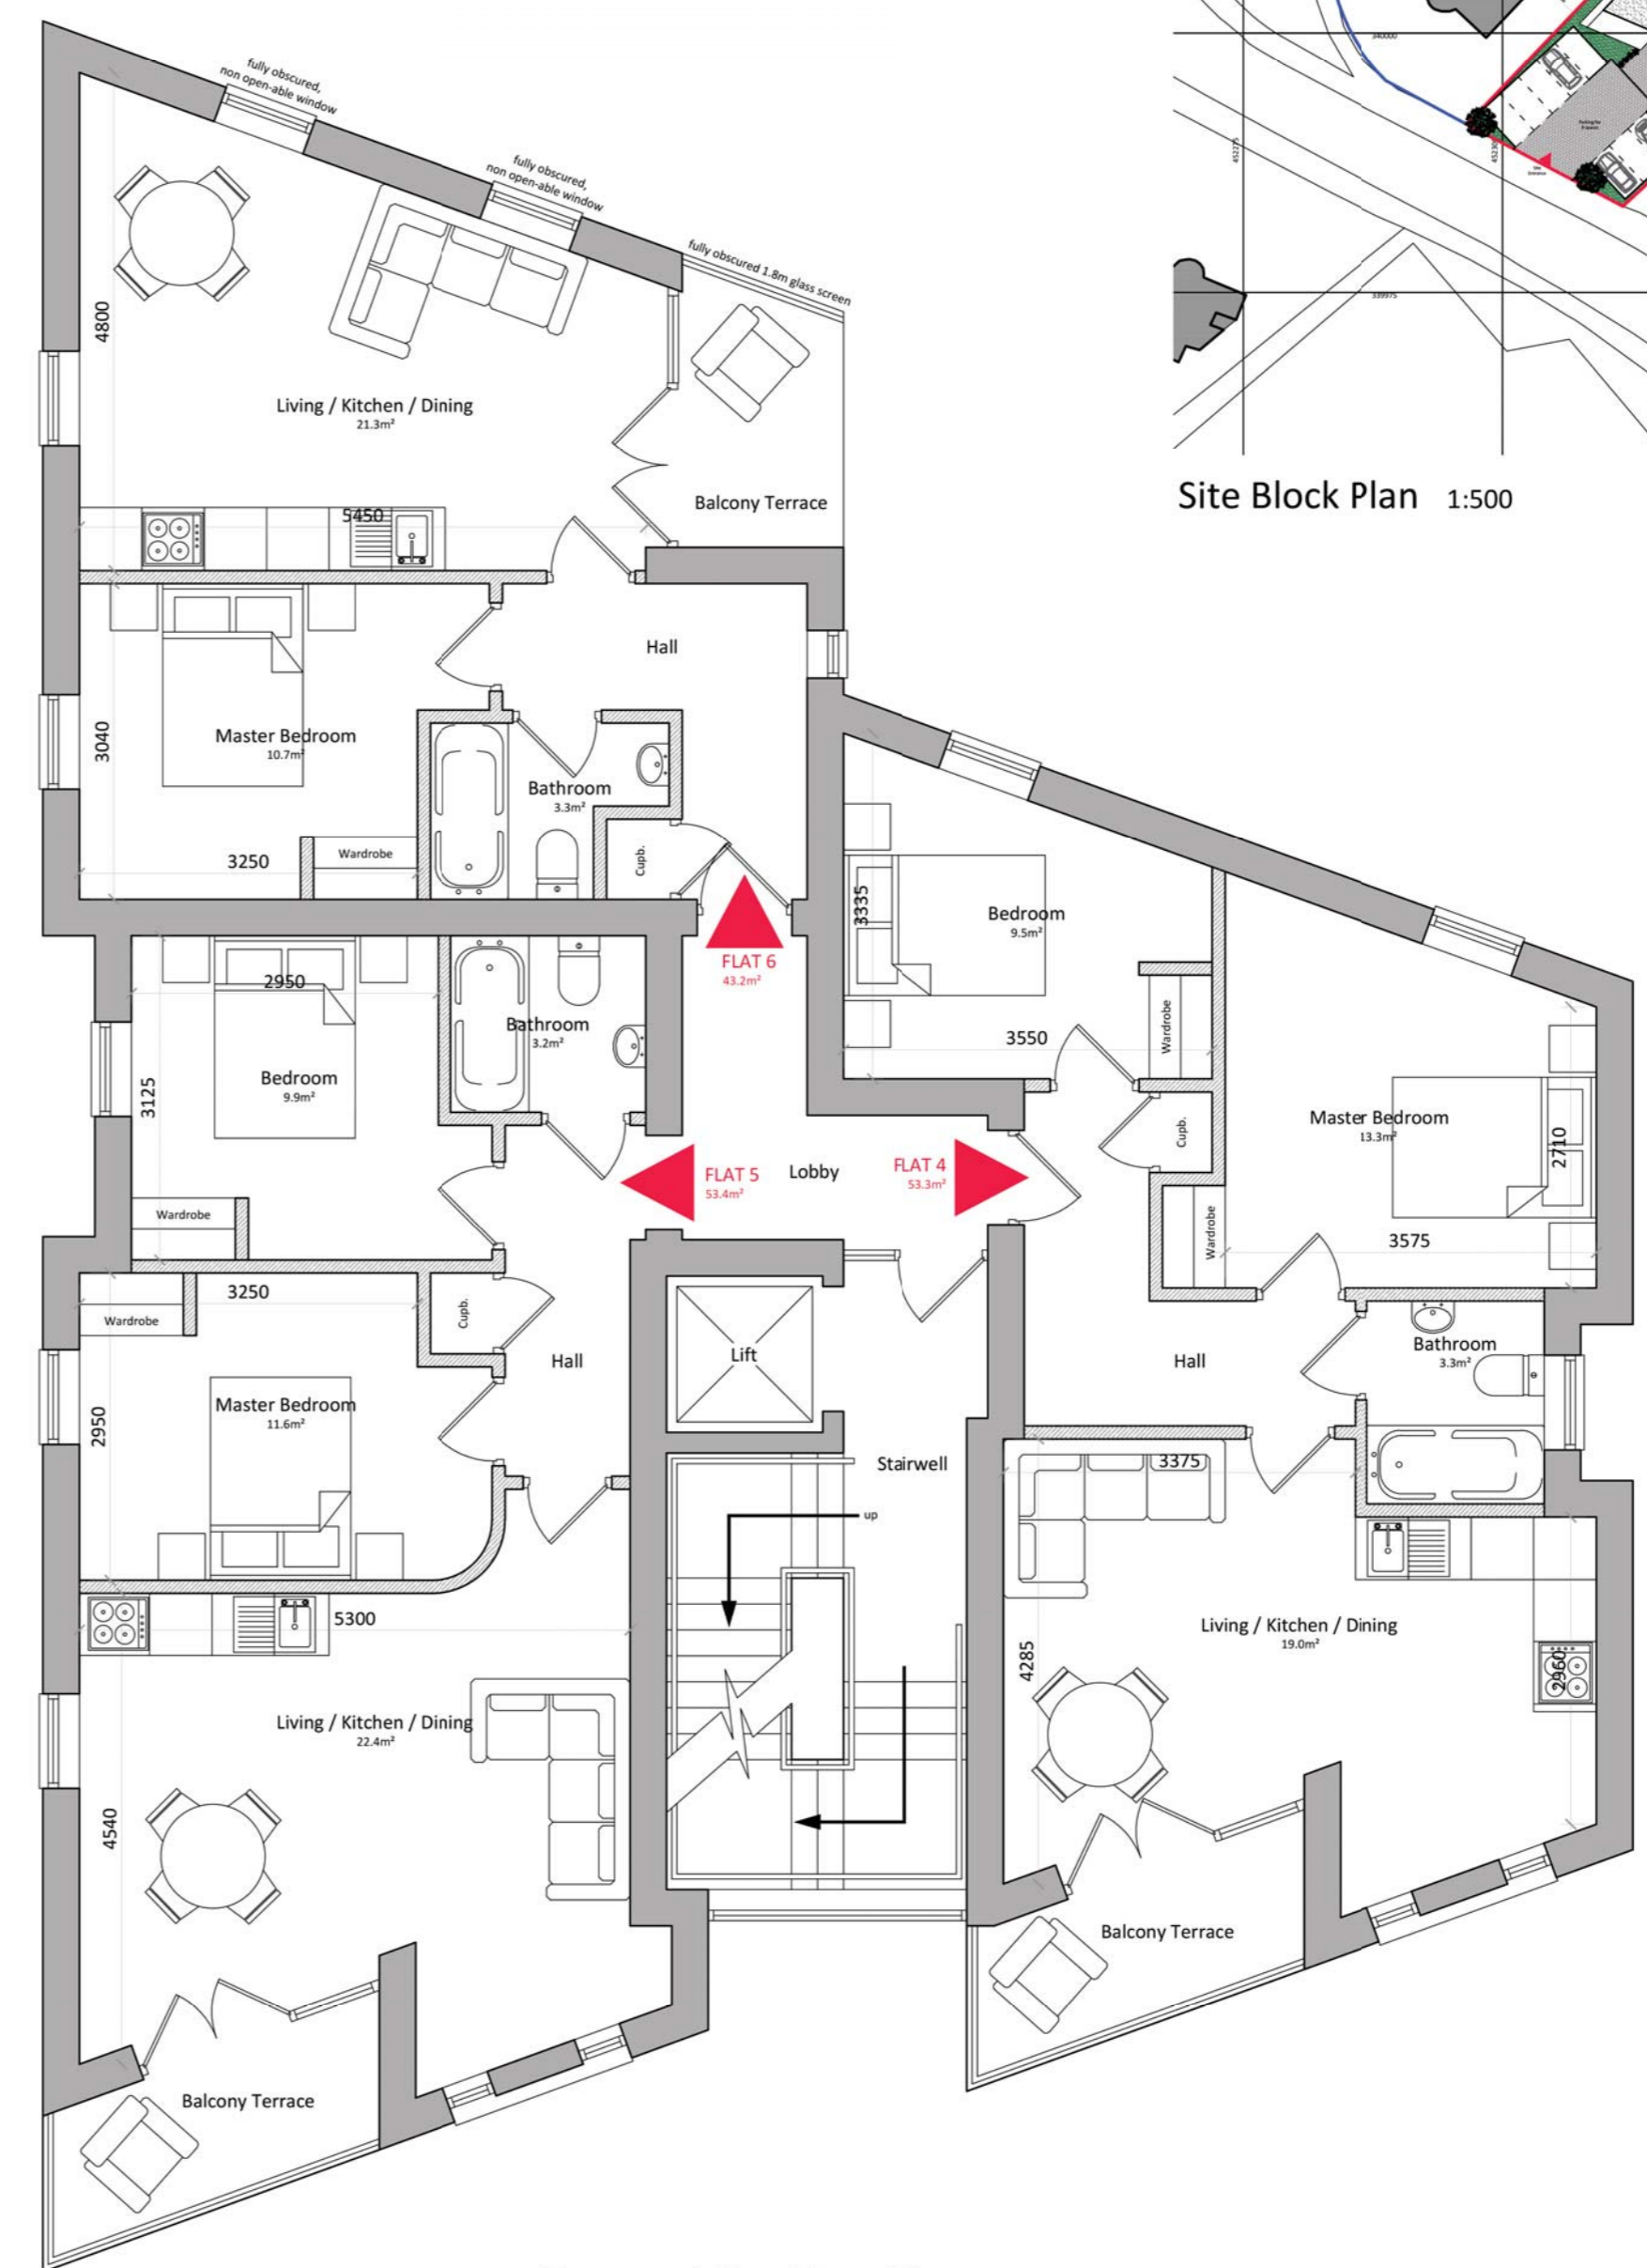 fully obscured,
non open-able window
fully obscured,
non open-able window
fully obscured 1.8m glass screen
4800
Living / Kitchen / Dining
21.3m²
5450
Balcony Terrace
Hall
Master Bedroom
10.7m²
3040
3250
Wardrobe
Bathroom
3.3m²
Cupb.
FLAT 6
43.2m²
2950
Bathroom
3.2m²
Bedroom
9.9m²
3125
Wardrobe
FLAT 5
53.4m²
Lobby
FLAT 4
53.3m²
3335
Bedroom
9.5m²
3550
Wardrobe
Cupb.
Wardrobe
Master Bedroom
13.3m²
2710
3575
3250
Wardrobe
Cupb.
Hall
Lift
Master Bedroom
11.6m²
2950
Stairwell
up
Hall
Bathroom
3.3m²
3375
5300
Living / Kitchen / Dining
22.4m²
4540
Living / Kitchen / Dining
19.0m²
4285
2960
Balcony Terrace
Balcony Terrace
340000
452275
339975
Site
Entrance
Site Block Plan 1:500